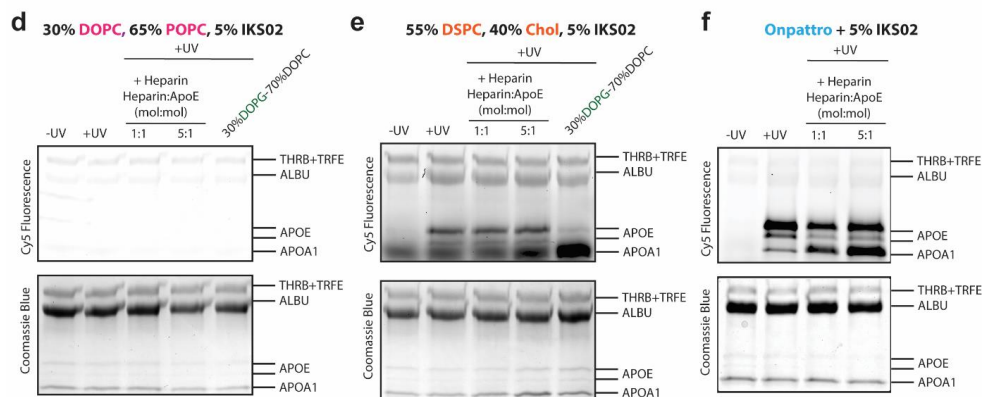 d
30% DOPC, 65% POPC, 5% IKS02
+UV
+ Heparin
Heparin:ApoE
(mol:mol)
-UV
+UV
1:1
5:1
30%DOPG-70%DOPC
Cy5 Fluorescence
THRB+TRFE
ALBU
APOE
APOA1
Coomassie Blue
THRB+TRFE
ALBU
APOE
APOA1
e
55% DSPC, 40% Chol, 5% IKS02
+UV
+ Heparin
Heparin:ApoE
(mol:mol)
-UV
+UV
1:1
5:1
30%DOPG-70%DOPC
Cy5 Fluorescence
THRB+TRFE
ALBU
APOE
APOA1
Coomassie Blue
THRB+TRFE
ALBU
APOE
APOA1
f
Onpattro + 5% IKS02
+UV
+ Heparin
Heparin:ApoE
(mol:mol)
-UV
+UV
1:1
5:1
Cy5 Fluorescence
THRB+TRFE
ALBU
APOE
APOA1
Coomassie Blue
THRB+TRFE
ALBU
APOE
APOA1